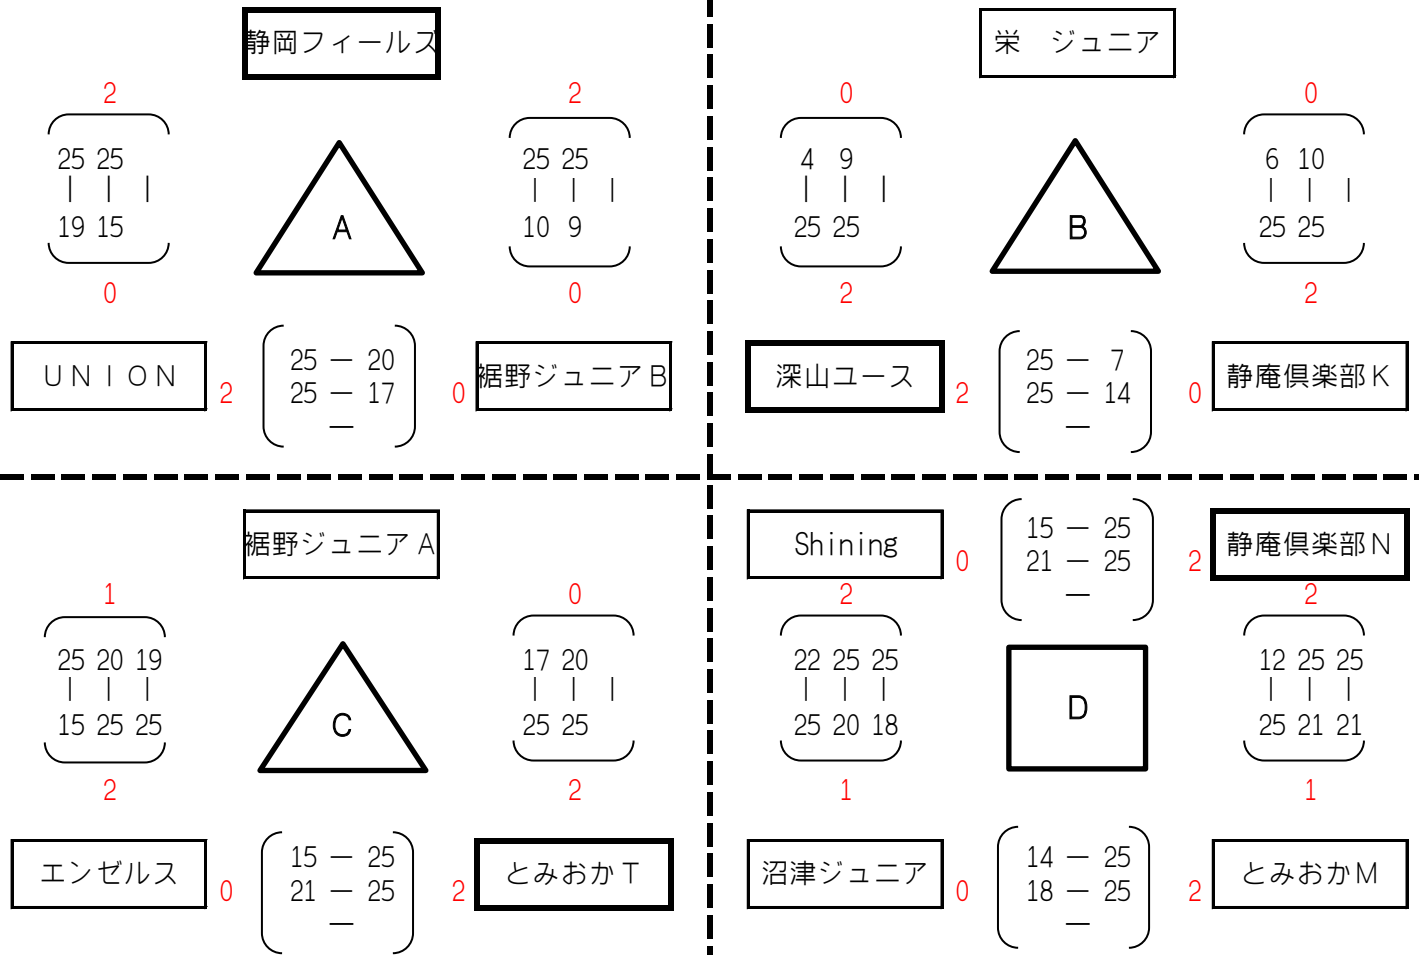 静岡フィールズ
2 2
25 25 25 25
A
19 15 10 9
0 0
UNION 2 25 — 20 0 裾野ジュニアB
25 — 17
—
栄　ジュニア
0 0
4 9 6 10
B
25 25 25 25
2 2
深山ユース 2 25 — 7 0 静庵倶楽部K
25 — 14
—
裾野ジュニアA
1 0
25 20 19 17 20
C
15 25 25 25 25
2 2
エンゼルス 0 15 — 25 2 とみおかT
21 — 25
—
Shining 0 15 — 25 2 静庵倶楽部N
21 — 25
—
2 2
22 25 25 12 25 25
D
25 20 18 25 21 21
1 1
沼津ジュニア 0 14 — 25 2 とみおかM
18 — 25
—